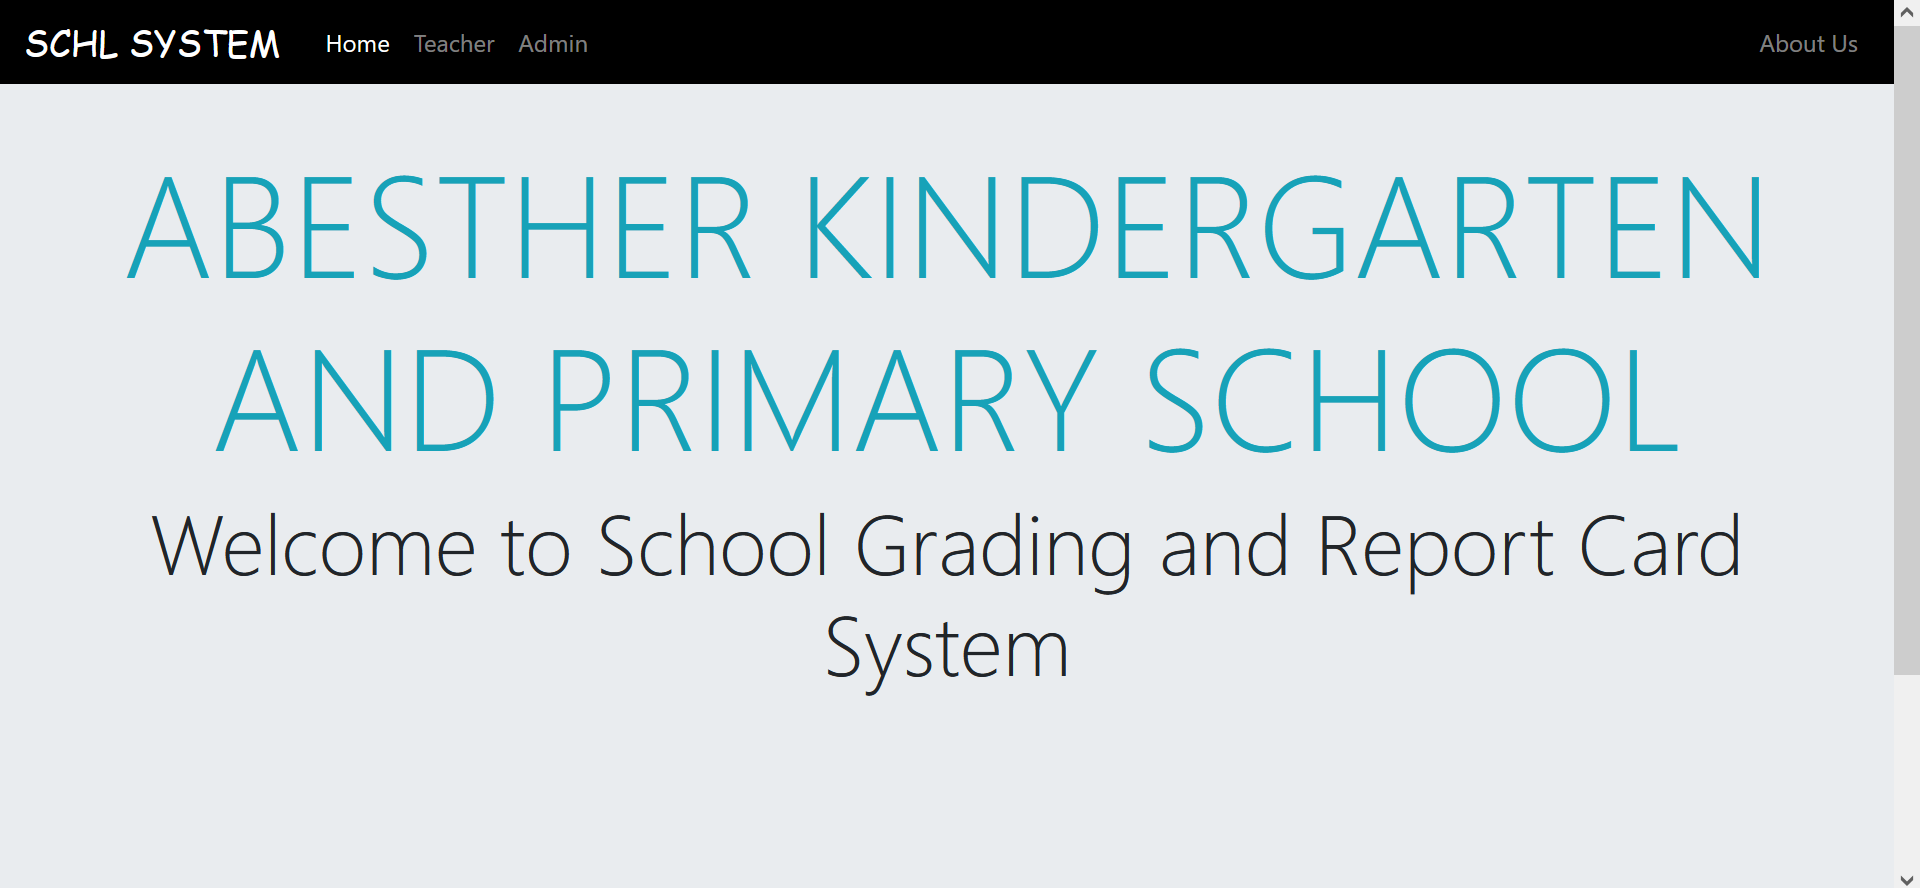 SCHL SYSTEM Home Teacher Admin About Us
ABESTHER KINDERGARTEN
AND PRIMARY SCHOOL
Welcome to School Grading and Report Card
System